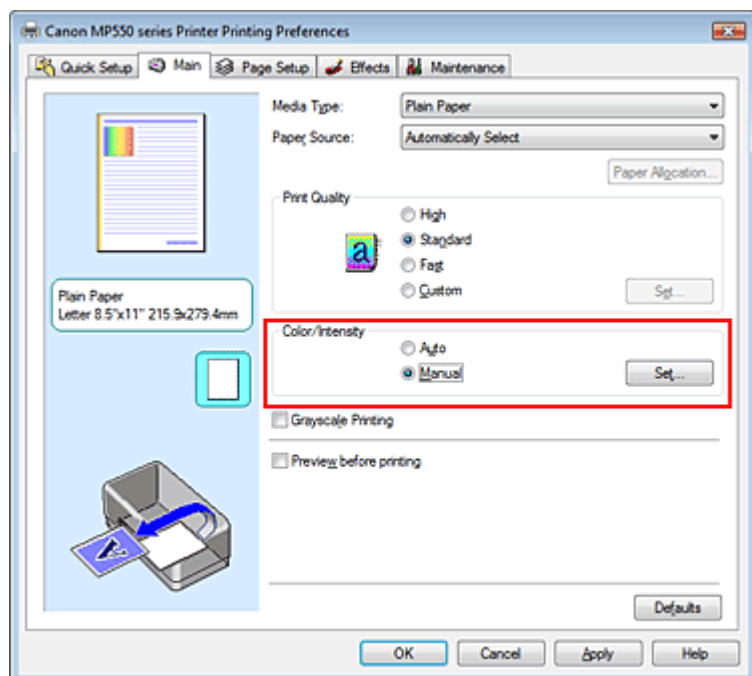 Canon MP550 series Printer Printing Preferences
Quick Setup Main Page Setup Effects Maintenance
Media Type: Plain Paper
Paper Source: Automatically Select
Paper Allocation...
Print Quality
High
a Standard
Fast
Custom Set...
Plain Paper
Letter 8.5"x11" 215.9x279.4mm
Color/Intensity
Auto
Manual Set...
Grayscale Printing
Preview before printing
A
Defaults
OK Cancel Apply Help